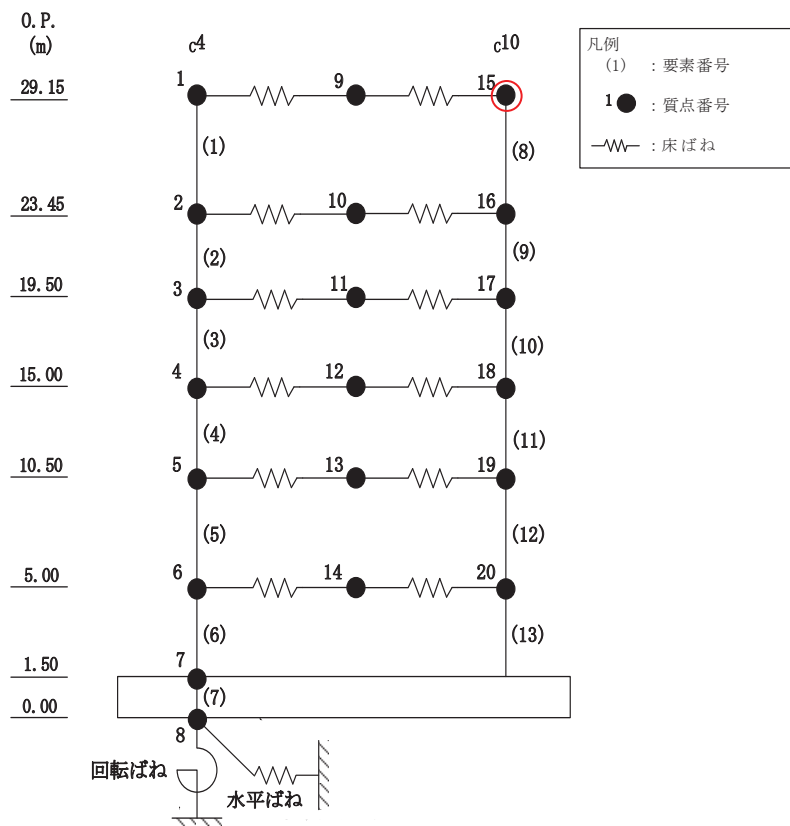 O.P.
(m)
C4 C10
凡例
(1) : 要素番号
1 : 質点番号
: 床ばね
29.15 1 9 15
(1) (8)
23.45 2 10 16
(2) (9)
19.50 3 11 17
(3) (10)
15.00 4 12 18
(4) (11)
10.50 5 13 19
(5) (12)
5.00 6 14 20
(6) (13)
1.50 7
(7)
0.00
8
回転ばね
水平ばね